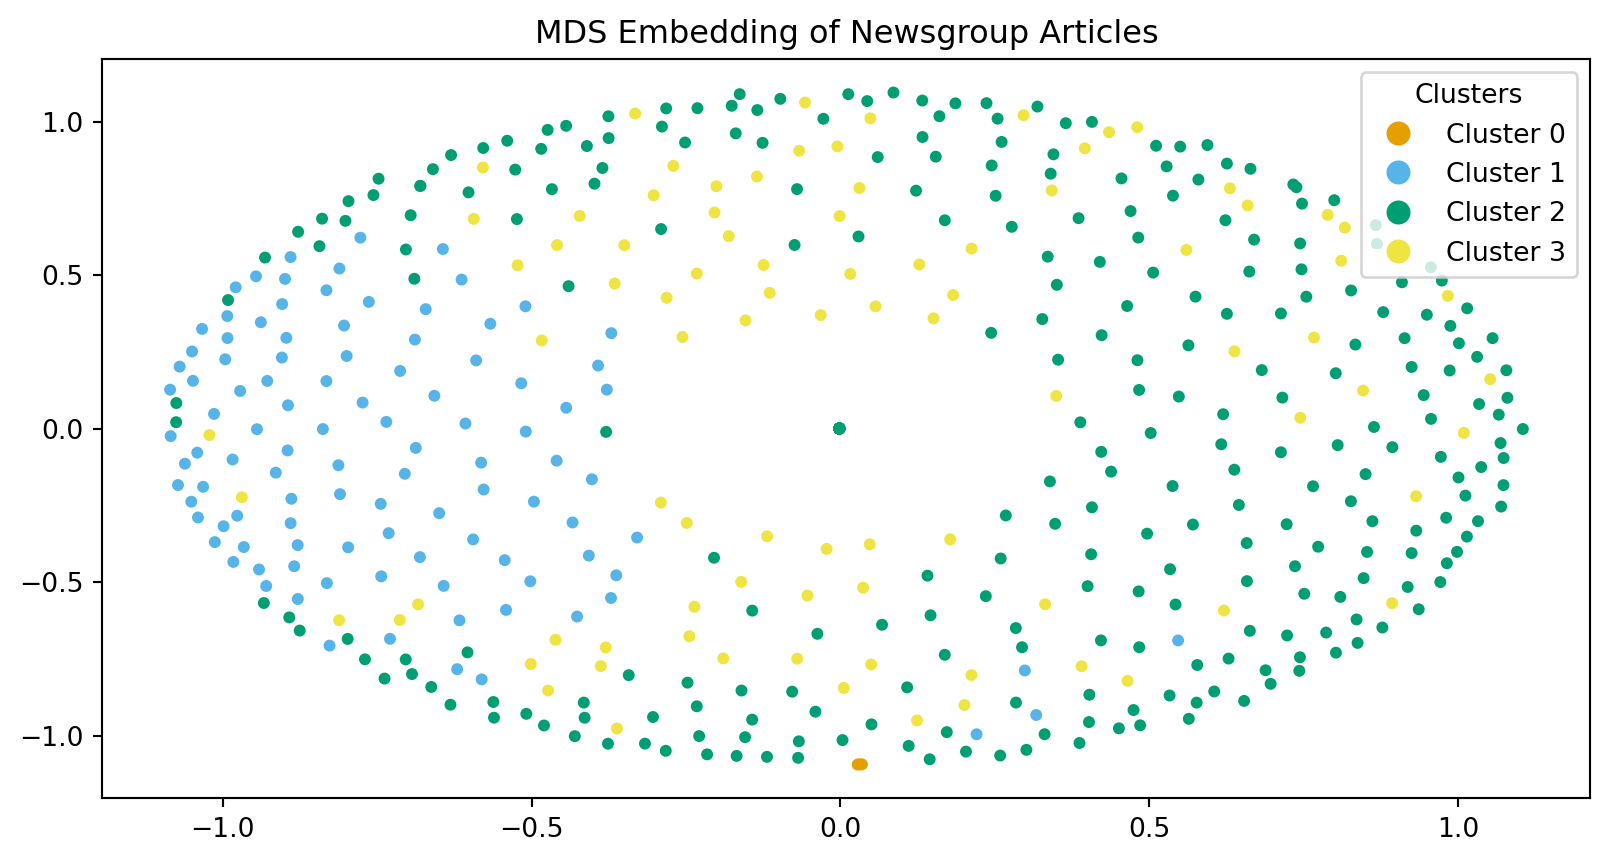 MDS Embedding of Newsgroup Articles
Clusters
Cluster 0
Cluster 1
Cluster 2
Cluster 3
1.0
0.5
0.0
−0.5
−1.0
−1.0 −0.5 0.0 0.5 1.0